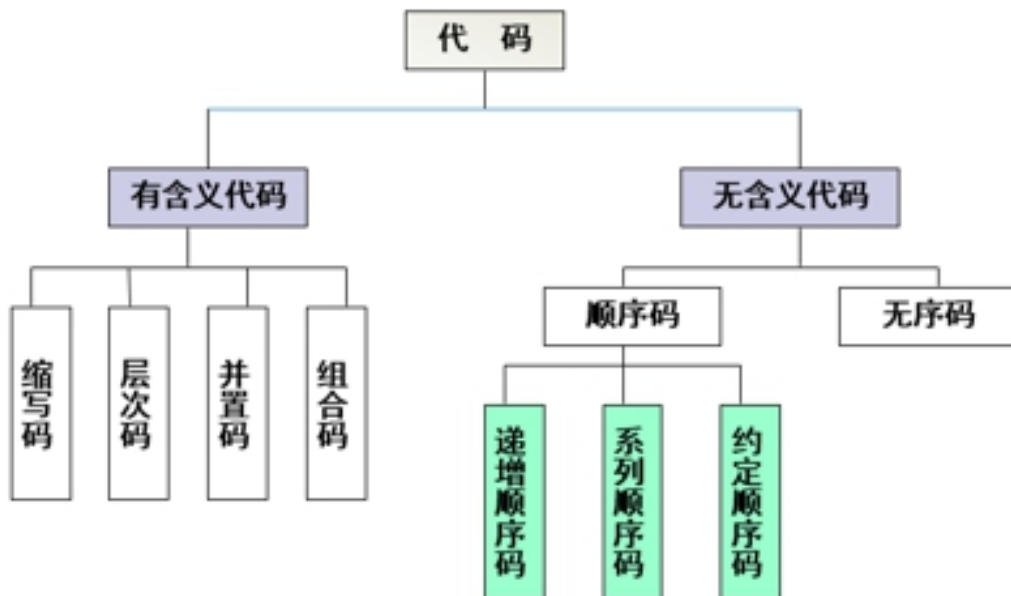 代 码
有含义代码
无含义代码
顺序码
无序码
缩写码
层次码
并置码
组合码
递增顺序码
系列顺序码
约定顺序码